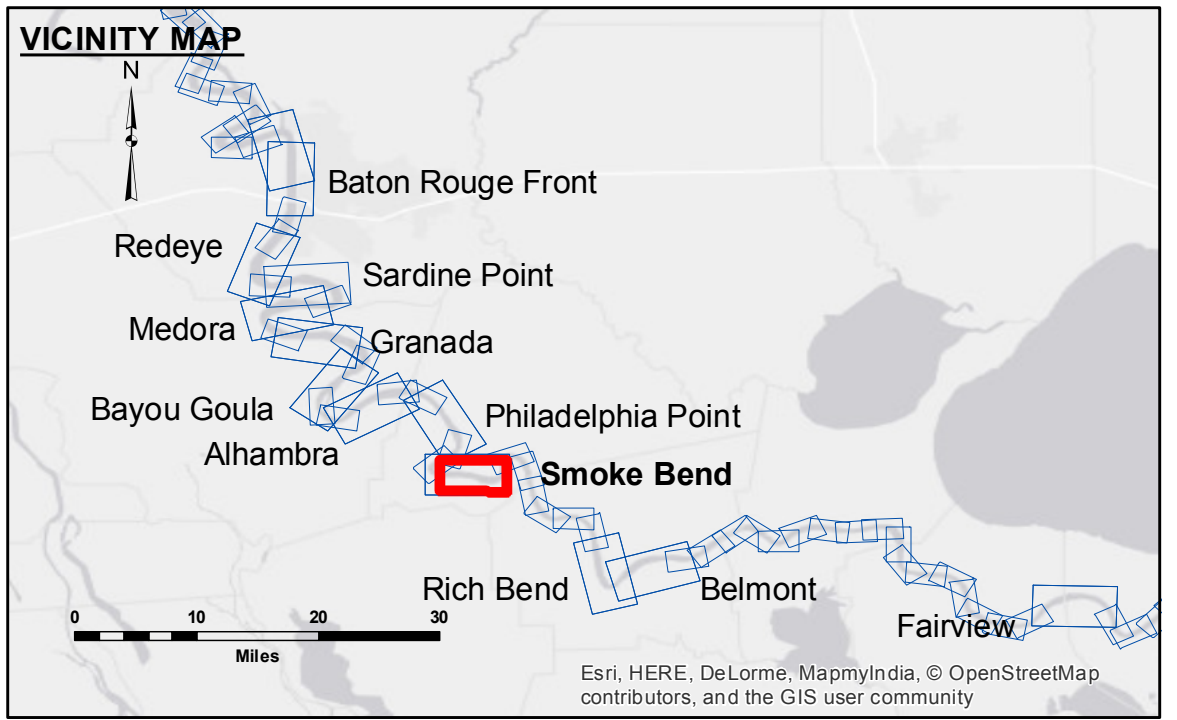 VICINITY MAP
N
Baton Rouge Front
Redeye
Sardine Point
Medora
Granada
Bayou Goula
Philadelphia Point
Alhambra
Smoke Bend
Rich Bend
Belmont
Fairview
0 10 20 30
Miles
Esri, HERE, DeLorme, MapmyIndia, © OpenStreetMap
contributors, and the GIS user community